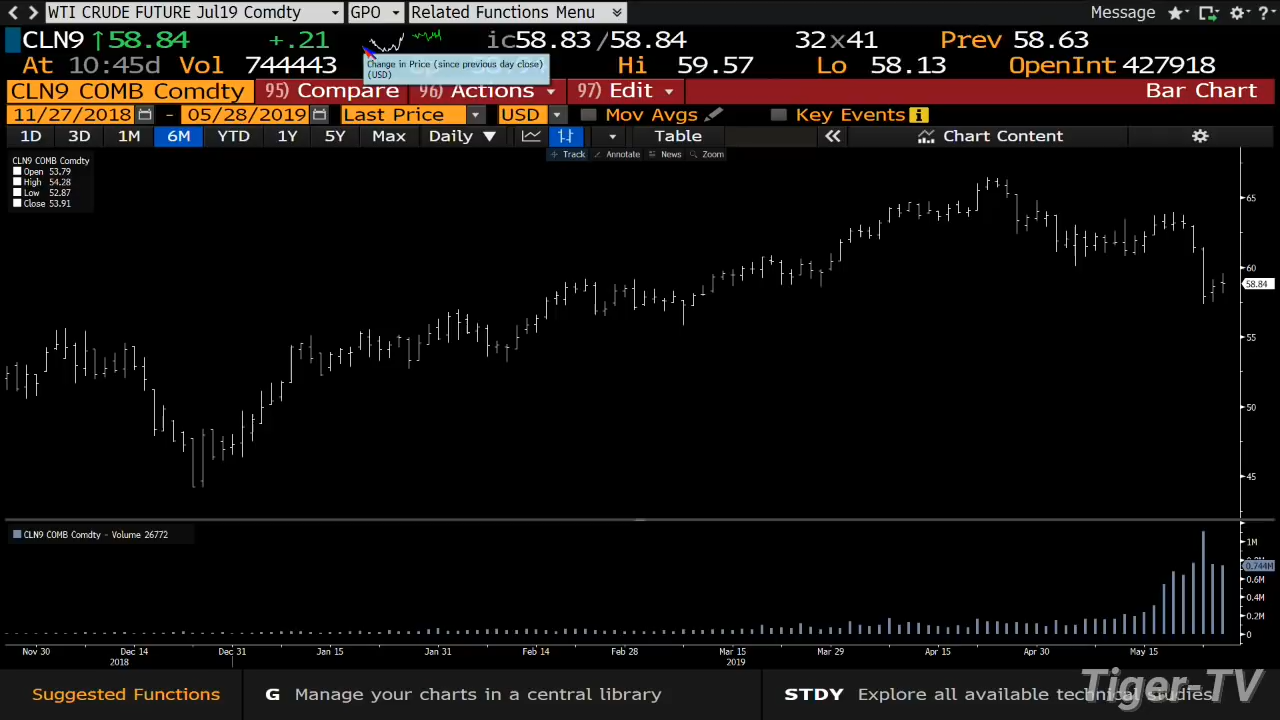 WTI CRUDE FUTURE Jul19 Comdty GPO Related Functions Menu Message
CLN9 ↑58.84 +.21 ic58.83/58.84 32×41 Prev 58.63
At 10:45d Vol 744443 Hi 59.57 Lo 58.13 OpenInt 427918
Change in Price (since previous day close)
(USD)
CLN9 COMB Comdty 95) Compare 96) Actions 97) Edit Bar Chart
11/27/2018 - 05/28/2019 Last Price USD Mov Avgs Key Events
1D 3D 1M 6M YTD 1Y 5Y Max Daily ▼ Table « Chart Content
Track Annotate News Zoom
CLN9 COMB Comdty
Open 53.79
High 54.28
Low 52.87
Close 53.91
65
60
58.84
55
50
45
CLN9 COMB Comdty - Volume 26772
1M
0.744M
0.6M
0.4M
0.2M
0
Nov 30 Dec 14 Dec 31 Jan 15 Jan 31 Feb 14 Feb 28 Mar 15 Mar 29 Apr 15 Apr 30 May 15
2018 2019
Suggested Functions G Manage your charts in a central library STDY Explore all available technical studies
Tiger-TV